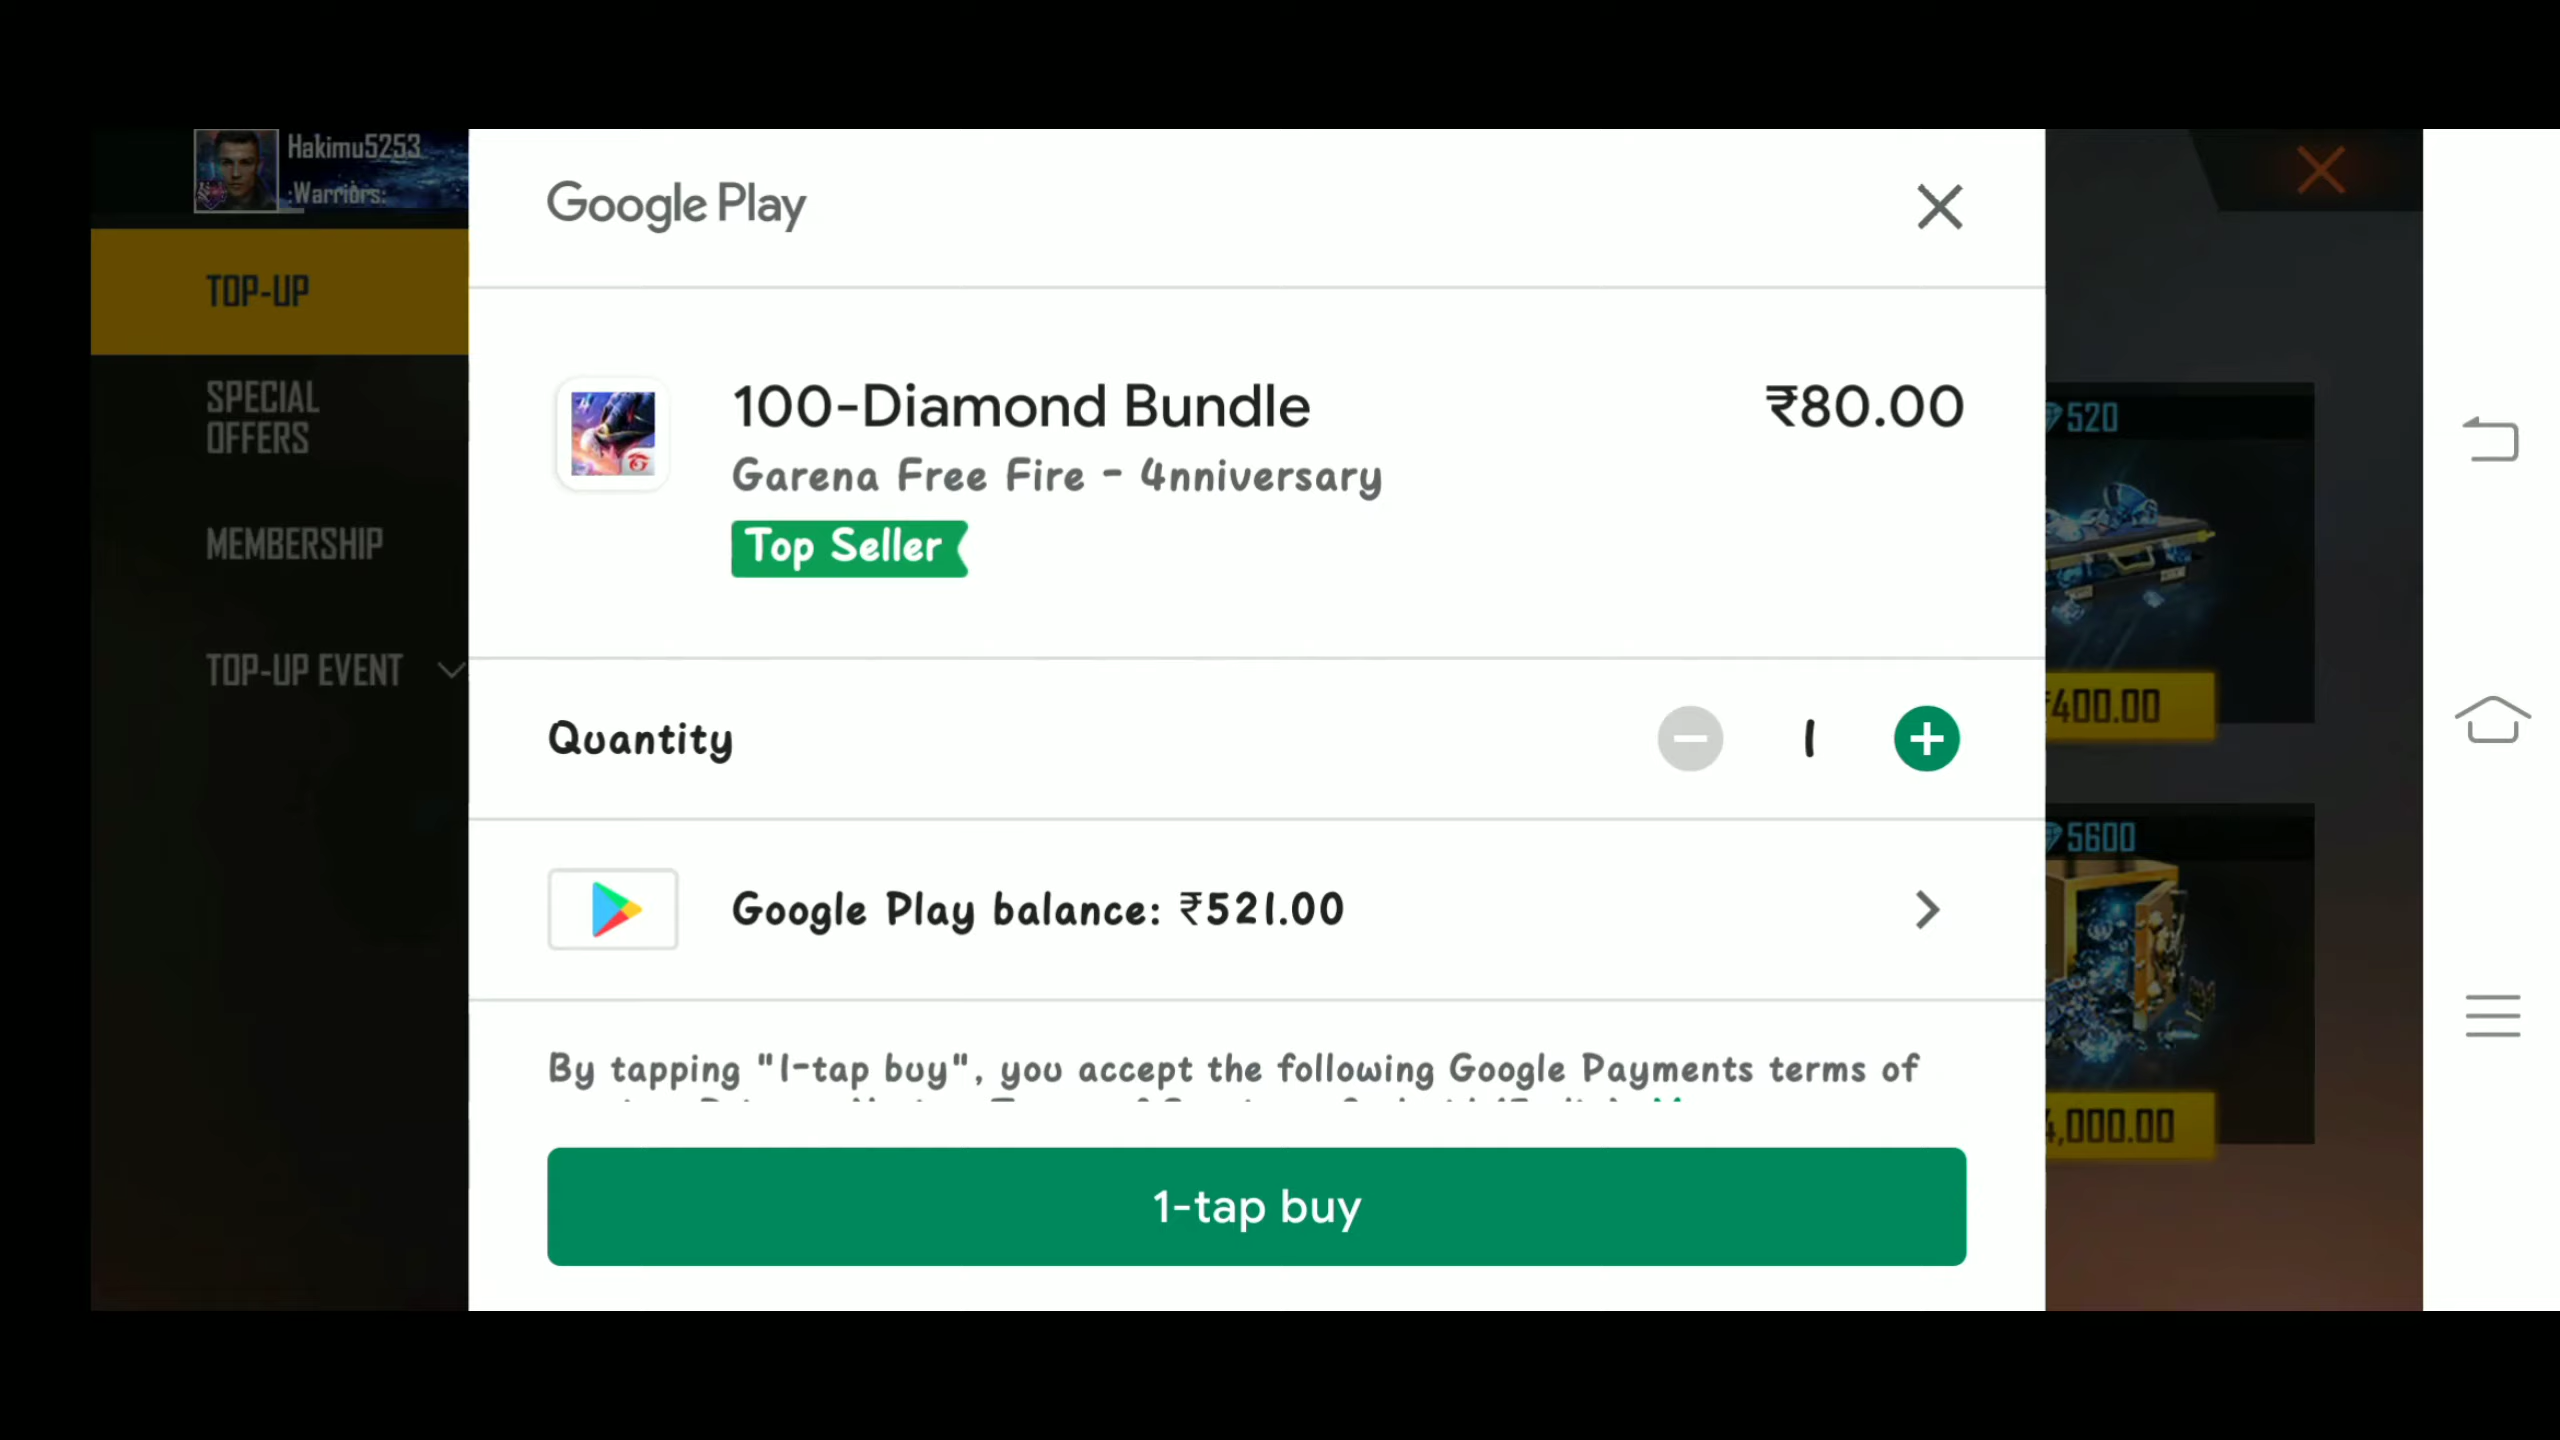 Hakimu5253
:Warriors:
TOP-UP
SPECIAL
OFFERS
MEMBERSHIP
TOP-UP EVENT
Google Play
100-Diamond Bundle
₹80.00
Garena Free Fire - 4nniversary
Top Seller
Quantity
1
Google Play balance: ₹521.00
By tapping "1-tap buy", you accept the following Google Payments terms of
1-tap buy
520
400.00
5600
,000.00